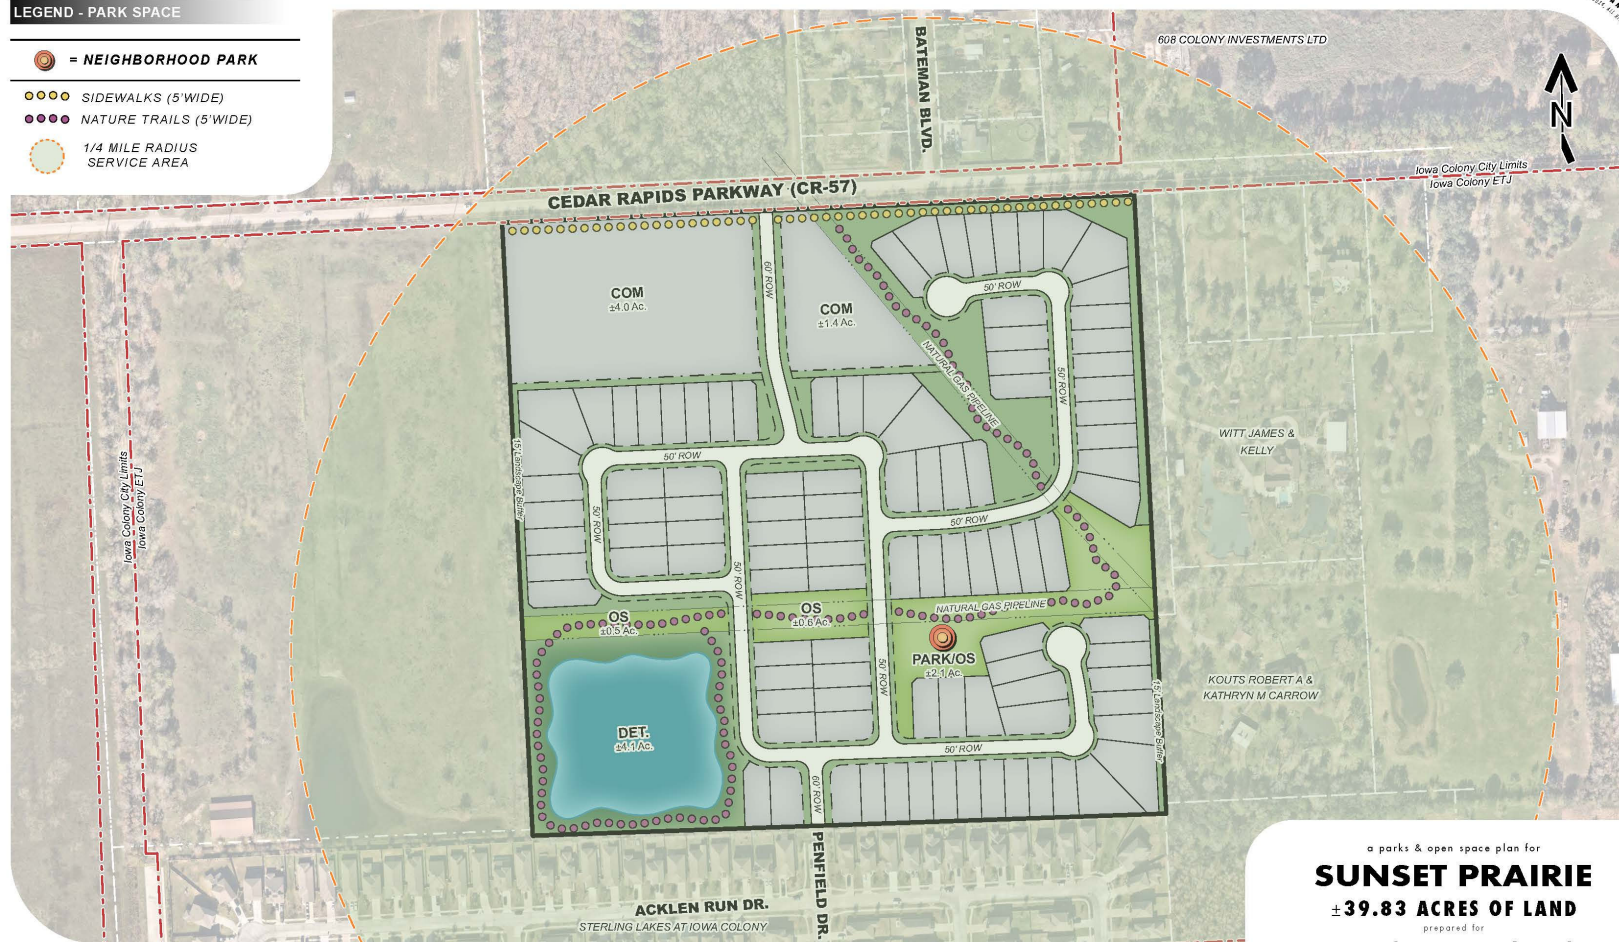 LEGEND - PARK SPACE
= NEIGHBORHOOD PARK
SIDEWALKS (5'WIDE)
NATURE TRAILS (5'WIDE)
1/4 MILE RADIUS
SERVICE AREA
BATEMAN BLVD.
608 COLONY INVESTMENTS LTD
N
Iowa Colony City Limits
Iowa Colony ETJ
CEDAR RAPIDS PARKWAY (CR-57)
60' ROW
COM
±4.0 Ac.
COM
±1.4 Ac.
50' ROW
NATURAL GAS PIPELINE
50' ROW
WITT JAMES &
KELLY
15' Landscape Buffer
50' ROW
Iowa Colony City Limits
Iowa Colony ETJ
50' ROW
50' ROW
50' ROW
OS
±0.5 Ac.
OS
±0.6 Ac.
NATURAL GAS PIPELINE
PARK/OS
±2.1 Ac.
50' ROW
KOUTS ROBERT A &
KATHRYN M CARROW
15' Landscape Buffer
DET.
±4.1 Ac.
50' ROW
60' ROW
PENFIELD DR.
ACKLEN RUN DR.
STERLING LAKES AT IOWA COLONY
a parks & open space plan for
SUNSET PRAIRIE
±39.83 ACRES OF LAND
prepared for